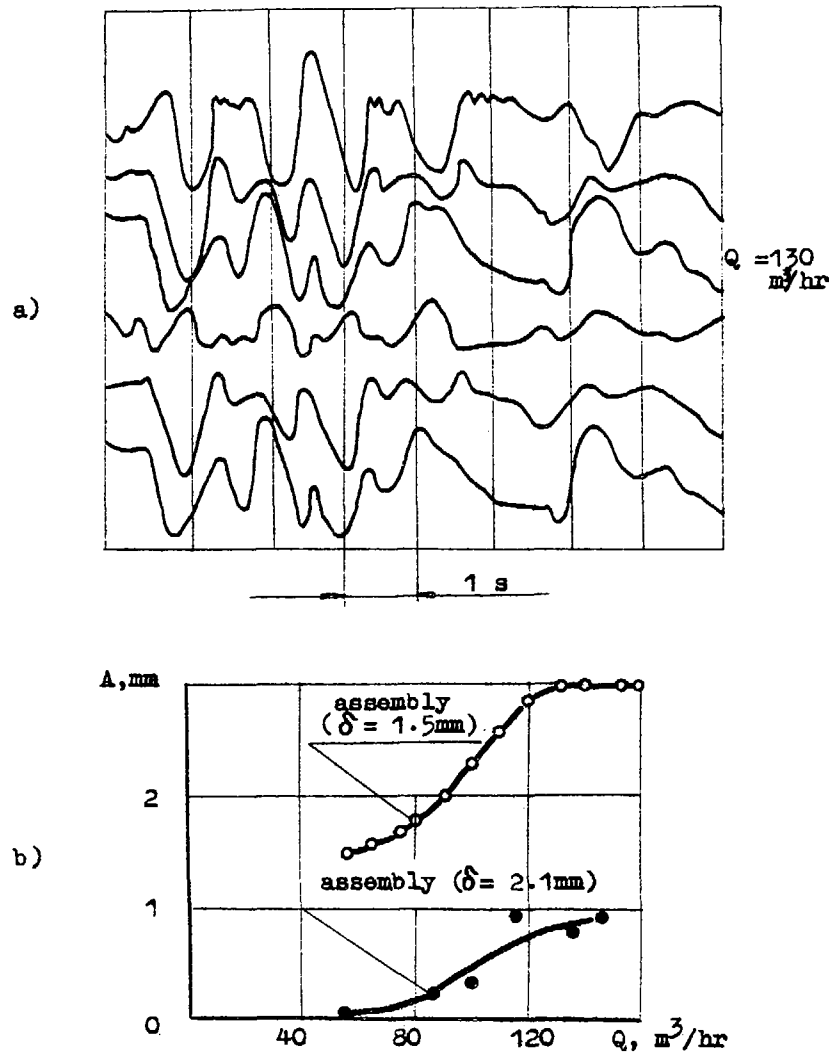 a)
Q =130
m³/hr
1 s
b)
A,mm
assembly
(δ = 1.5mm)
2
assembly (δ= 2.1mm)
1
0
40 80 120 Q, m³/hr